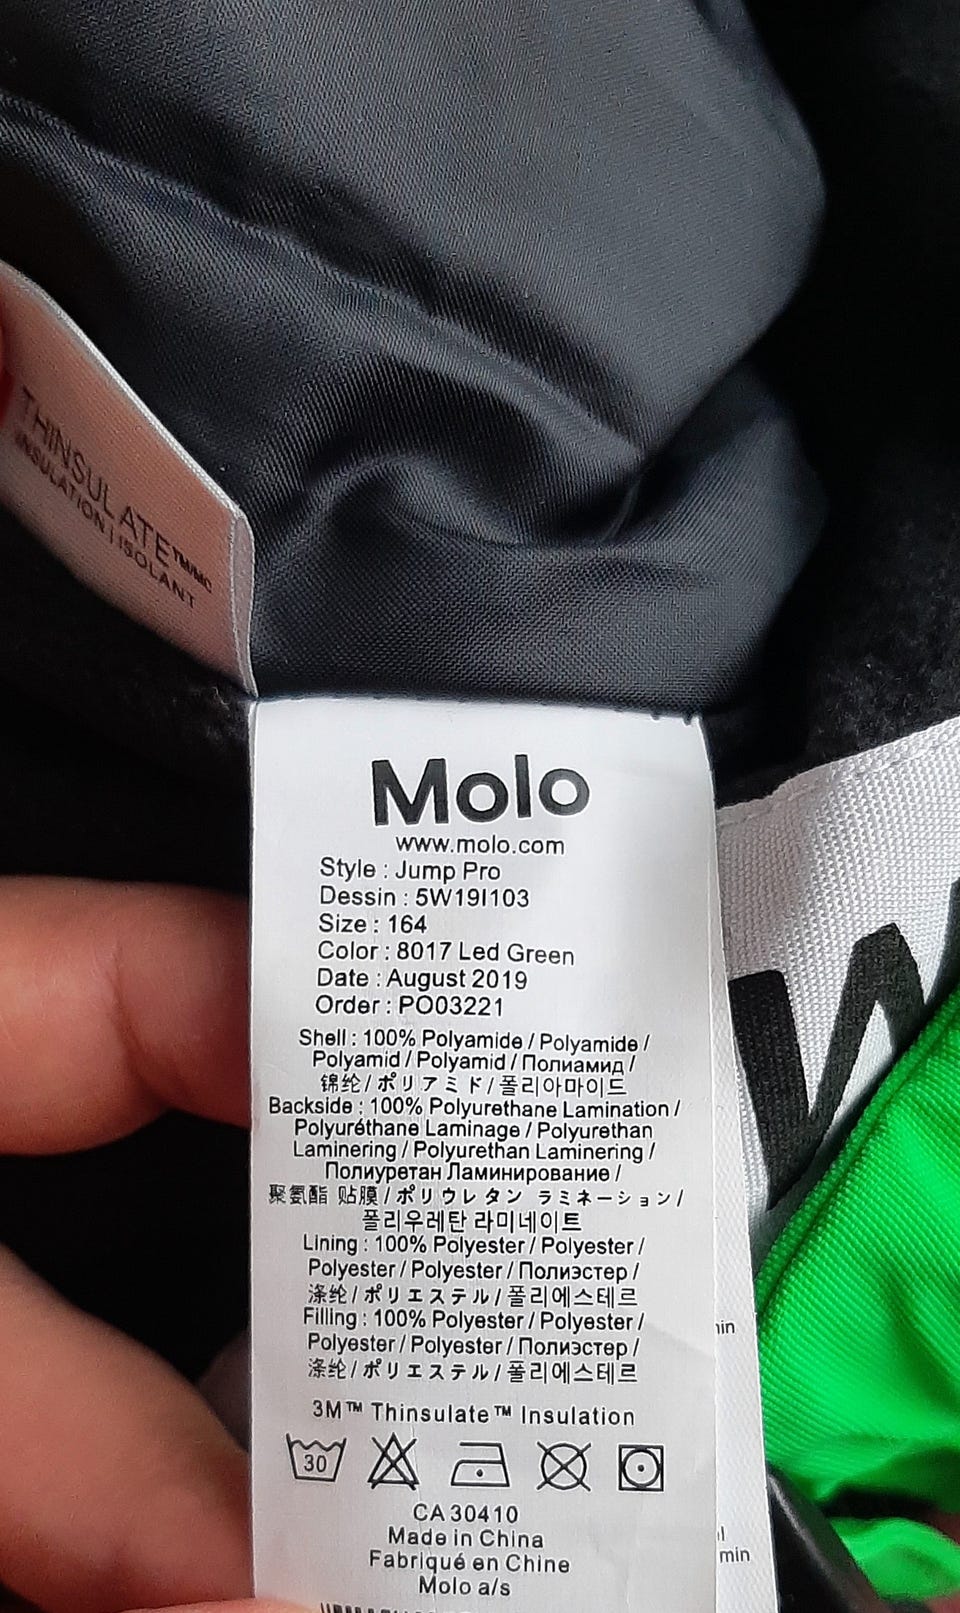 THINSULATE™/MC
INSULATION | ISOLANT
Molo
www.molo.com
Style : Jump Pro
Dessin : 5W19I103
Size : 164
Color : 8017 Led Green
Date : August 2019
Order : PO03221
Shell : 100% Polyamide / Polyamide /
Polyamid / Polyamid / Полиамид /
锦纶 / ポリアミド / 폴리아마이드
Backside : 100% Polyurethane Lamination /
Polyuréthane Laminage / Polyurethan
Laminering / Polyurethan Laminering /
Полиуретан Ламинирование /
聚氨酯 贴膜 / ポリウレタン ラミネーション /
폴리우레탄 라미네이트
Lining : 100% Polyester / Polyester /
Polyester / Polyester / Полиэстер /
涤纶 / ポリエステル / 폴리에스테르
Filling : 100% Polyester / Polyester /
Polyester / Polyester / Полиэстер /
涤纶 / ポリエステル / 폴리에스테르
3M™ Thinsulate™ Insulation
30
CA 30410
Made in China
Fabriqué en Chine
Molo a/s